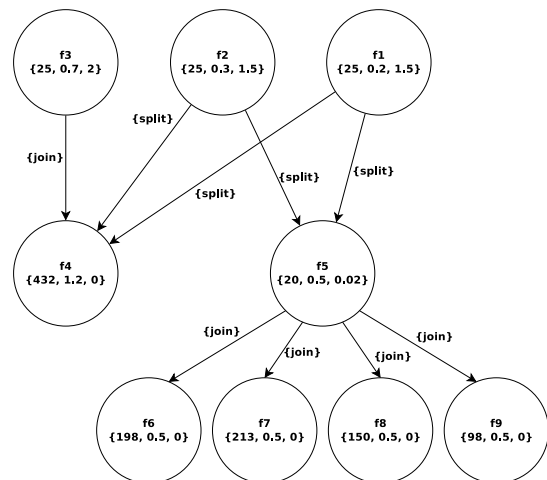 f3
{25, 0.7, 2}
f2
{25, 0.3, 1.5}
f1
{25, 0.2, 1.5}
{split}
{join}
{split}
{split}
{split}
f4
{432, 1.2, 0}
f5
{20, 0.5, 0.02}
{join}
{join}
{join}
{join}
f6
{198, 0.5, 0}
f7
{213, 0.5, 0}
f8
{150, 0.5, 0}
f9
{98, 0.5, 0}